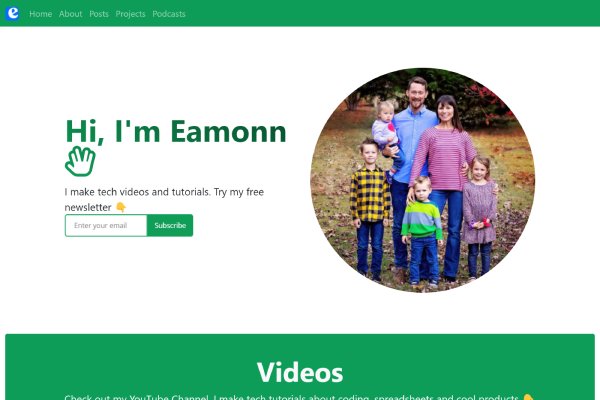 e Home About Posts Projects Podcasts
Hi, I'm Eamonn
I make tech videos and tutorials. Try my free
newsletter 👇
Enter your email Subscribe
Videos
Check out my YouTube Channel. I make tech tutorials about coding, spreadsheets and cool products 👇